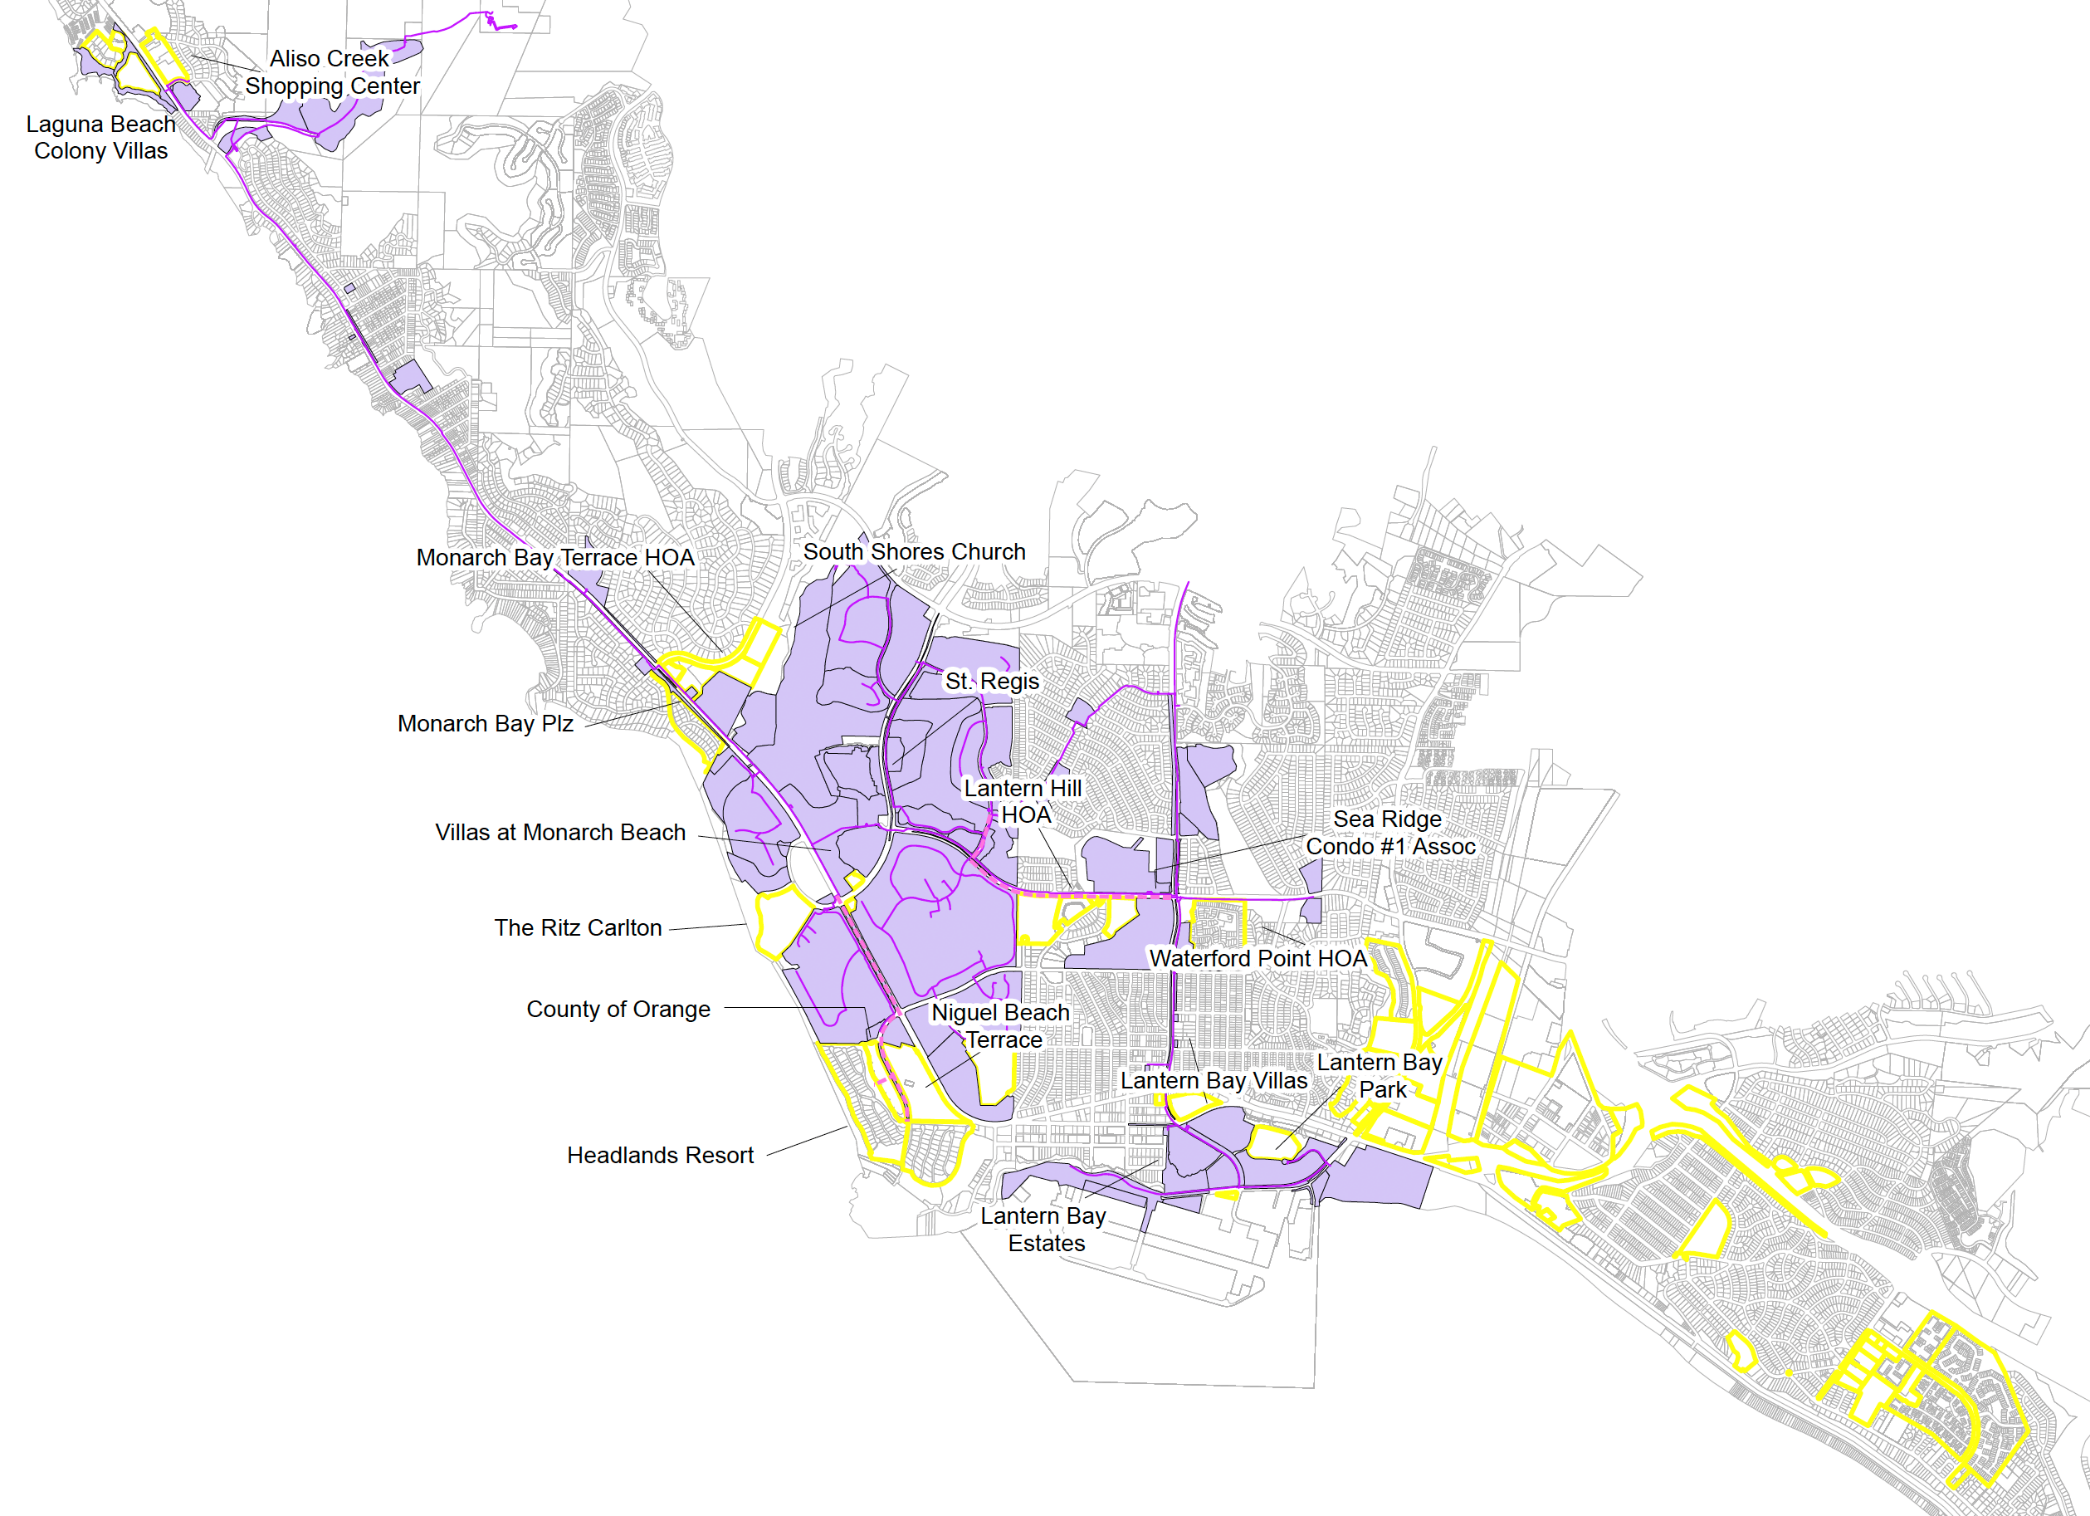 Aliso Creek
Shopping Center
Laguna Beach
Colony Villas
Monarch Bay Terrace HOA
South Shores Church
St. Regis
Monarch Bay Plz
Lantern Hill
HOA
Sea Ridge
Condo #1 Assoc
Villas at Monarch Beach
The Ritz Carlton
Waterford Point HOA
County of Orange
Niguel Beach
Terrace
Lantern Bay
Park
Lantern Bay Villas
Headlands Resort
Lantern Bay
Estates